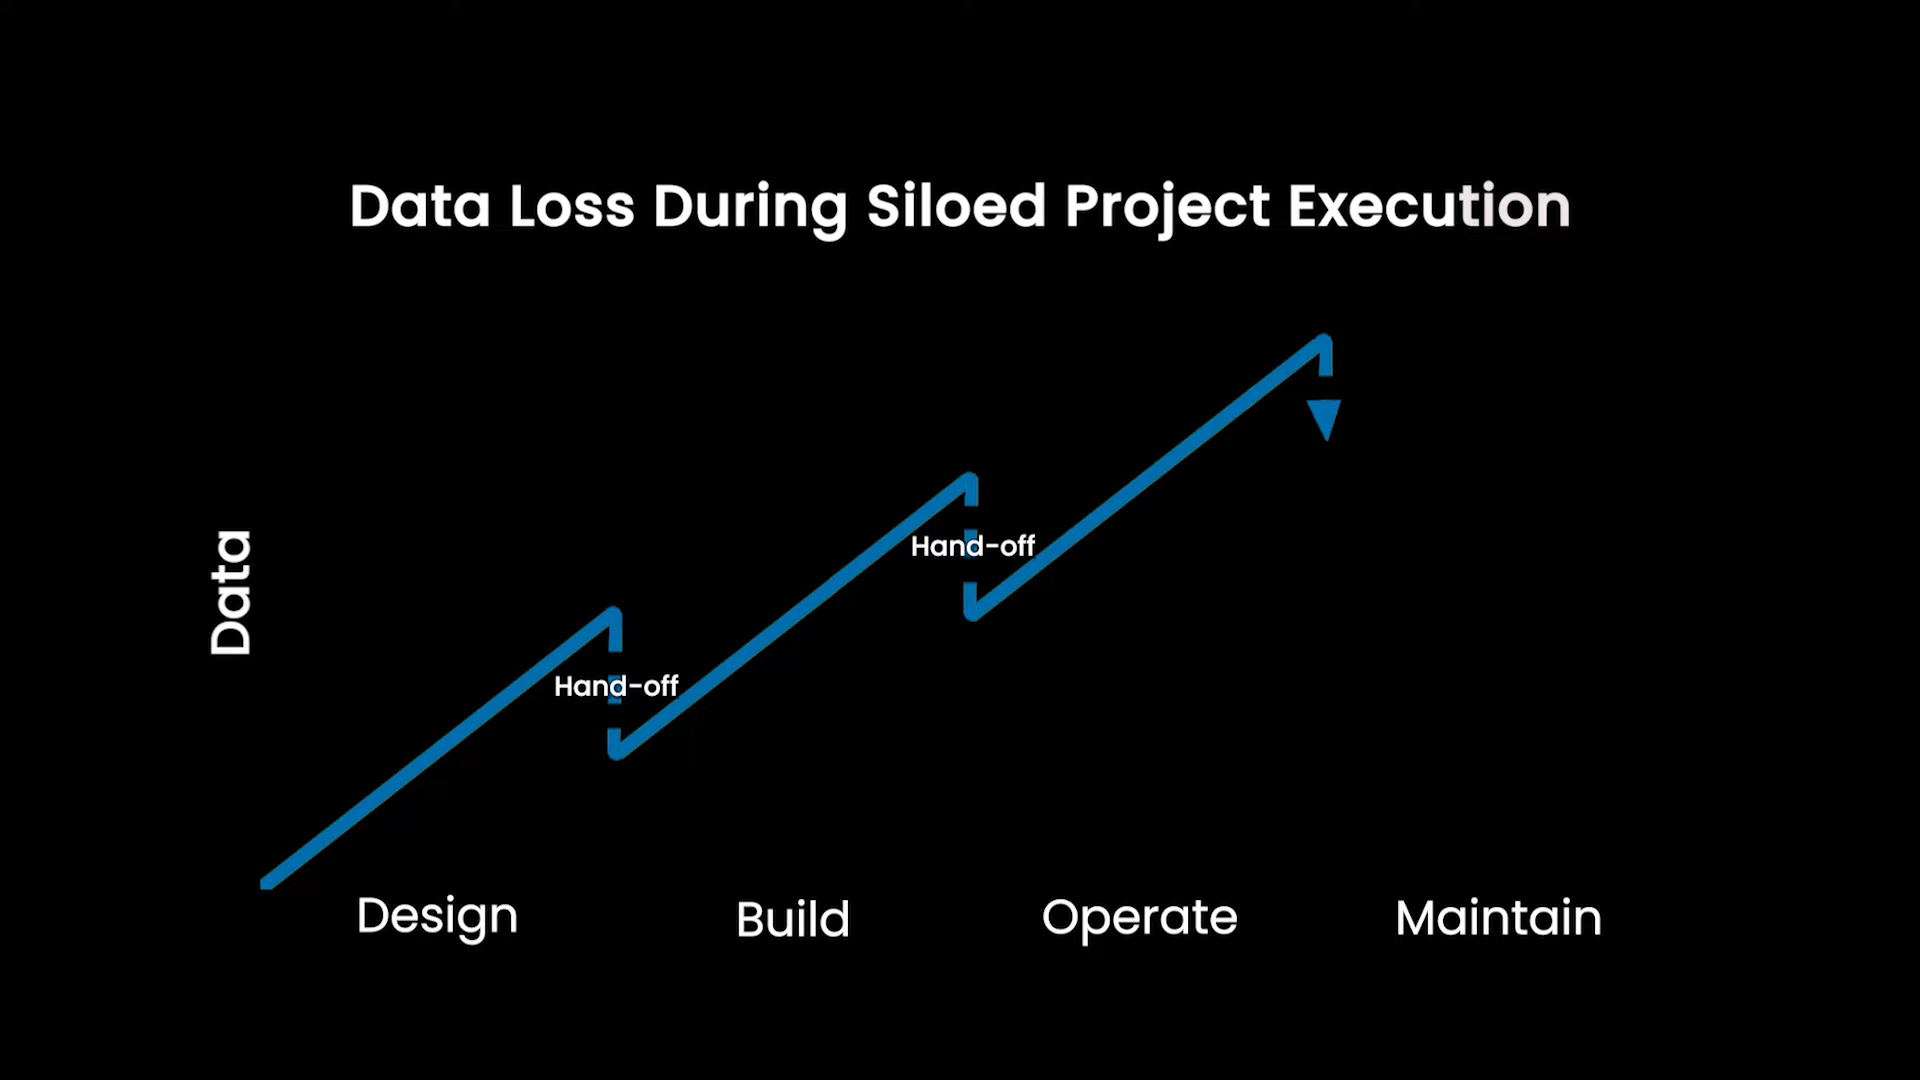 Data Loss During Siloed Project Execution
Data
Hand-off
Hand-off
Design
Build
Operate
Maintain